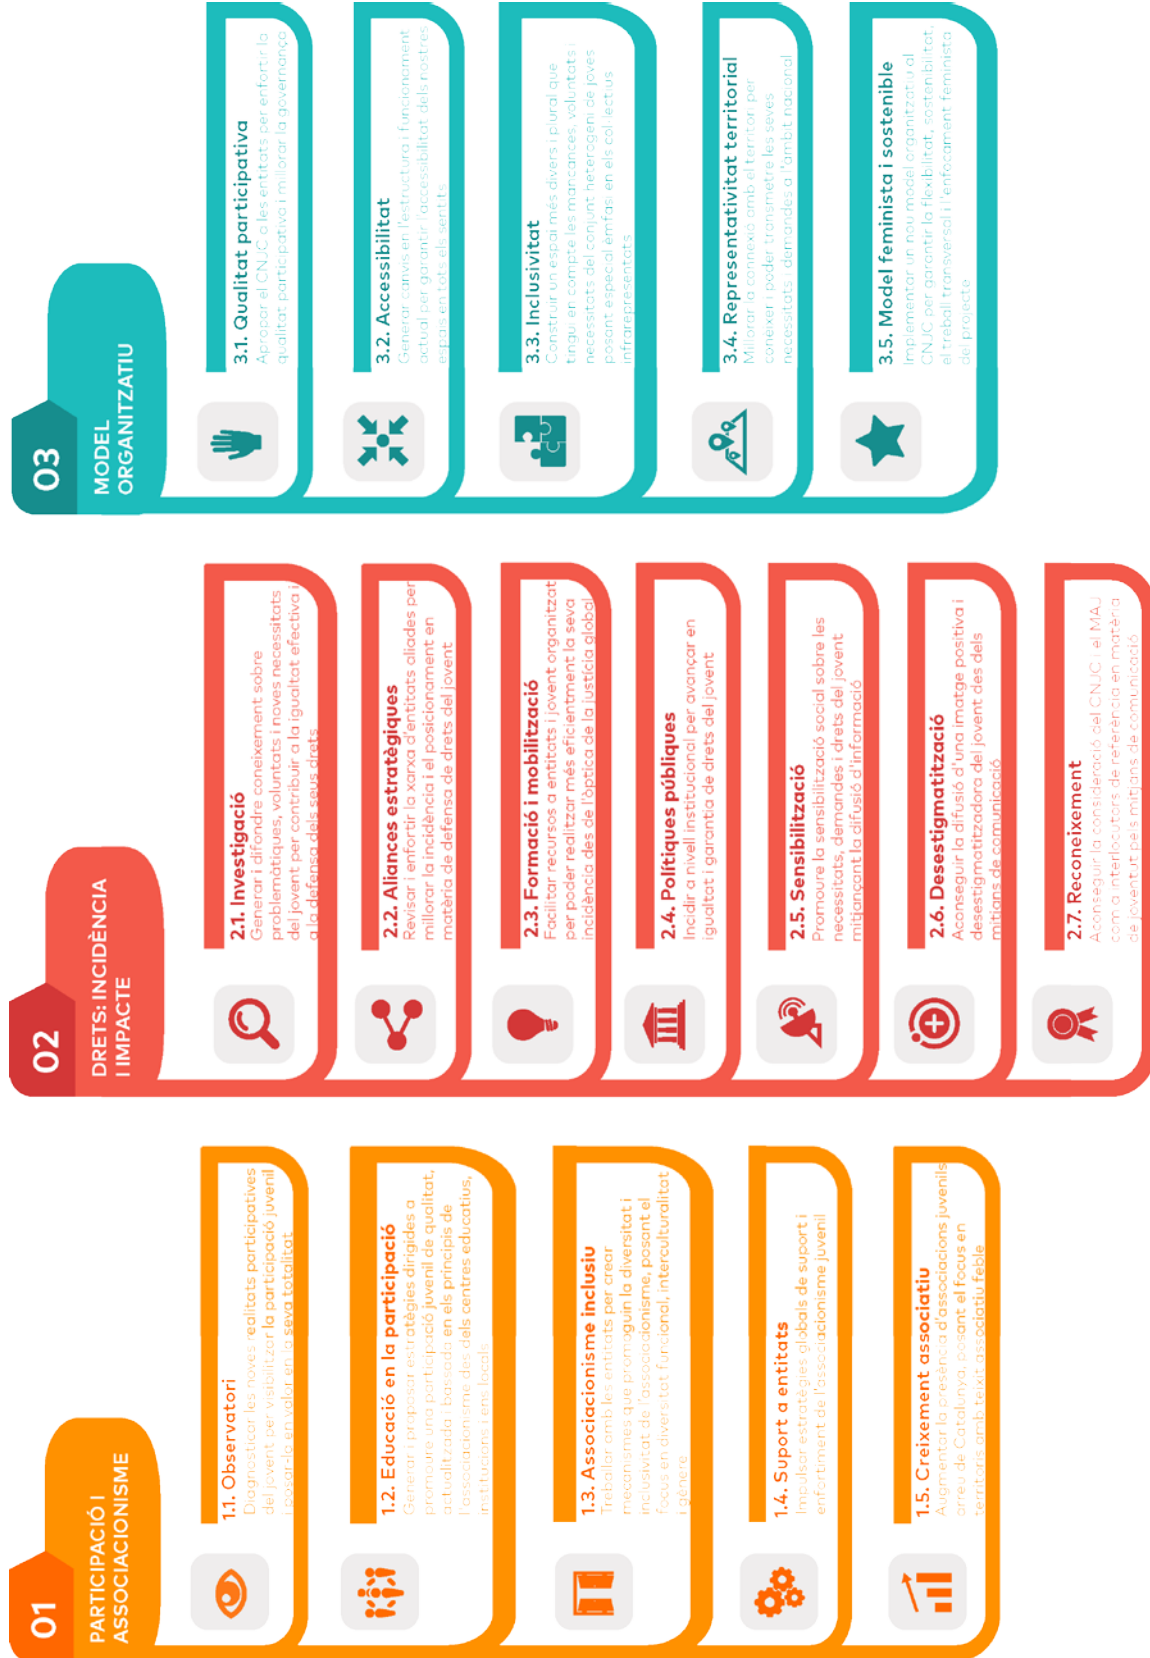 01
PARTICIPACIÓ I
ASSOCIACIONISME
1.1. Observatori
Diagnosticar les noves realitats participatives
del jovent per visibilitzar la participació juvenil
i posar-la en valor en la seva totalitat
1.2. Educació en la participació
Generar i proposar estratègies dirigides a
promoure una participació juvenil de qualitat,
actualitzada i bassada en els principis de
l'associacionisme des dels centres educatius,
institucions i ens locals
1.3. Associacionisme inclusiu
Treballar amb les entitats per crear
mecanismes que promoguin la diversitat i
inclusivitat de l'associacionisme, posant el
focus en diversitat funcional, interculturalitat
i gènere
1.4. Suport a entitats
Impulsar estratègies globals de suport i
enfortiment de l'associacionisme juvenil
1.5. Creixement associatiu
Augmentar la presència d'associacions juvenils
arreu de Catalunya, posant el focus en
territoris amb teixit associatiu feble
02
DRETS: INCIDÈNCIA
I IMPACTE
2.1. Investigació
Generar i difondre coneixement sobre
problemàtiques, voluntats i noves necessitats
del jovent per contribuir a la igualtat efectiva i
a la defensa dels seus drets
2.2. Aliances estratègiques
Revisar i enfortir la xarxa d'entitats aliades per
millorar la incidència i el posicionament en
matèria de defensa de drets del jovent
2.3. Formació i mobilització
Facilitar recursos a entitats i jovent organitzat
per poder realitzar més eficientment la seva
incidència des de l'òptica de la justícia global
2.4. Polítiques públiques
Incidir a nivell institucional per avançar en
igualtat i garantia de drets del jovent
2.5. Sensibilització
Promoure la sensibilització social sobre les
necessitats, demandes i drets del jovent
mitjançant la difusió d'informació
2.6. Desestigmatització
Aconseguir la difusió d'una imatge positiva i
desestigmatitzadora del jovent des dels
mitjans de comunicació
2.7. Reconeixement
Aconseguir la consideració del CNJC i el MAJ
com a interlocutors de referència en matèria
de joventut pels mitjans de comunicació
03
MODEL
ORGANITZATIU
3.1. Qualitat participativa
Apropar el CNJC a les entitats per enfortir la
qualitat participativa i millorar la governança
3.2. Accessibilitat
Generar canvis en l'estructura i funcionament
actual per garantir l'accessibilitat dels nostres
espais en tots els sentits
3.3. Inclusivitat
Construir un espai més divers i plural que
tingui en compte les mancances, voluntats i
necessitats del conjunt heterogeni de joves
posant especal èmfasi en els col·lectius
infrarepresentats
3.4. Representativitat territorial
Millorar la connexió amb el territori per
conèixer i poder transmetre les seves
necessitats i demandes a l'àmbit nacional
3.5. Model feminista i sostenible
Implementar un nou model organitzatiu al
CNJC per garantir la flexibilitat, sostenibilitat,
el treball transversal i l'enfocament feminista
del projecte